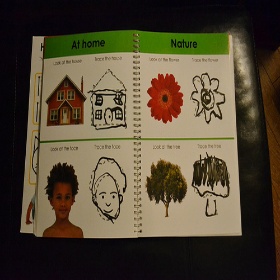 At home
Nature
Look at the house
Trace the house
Look at the flower
Trace the flower
Look at the face
Trace the face
Look at the tree
Trace the tree